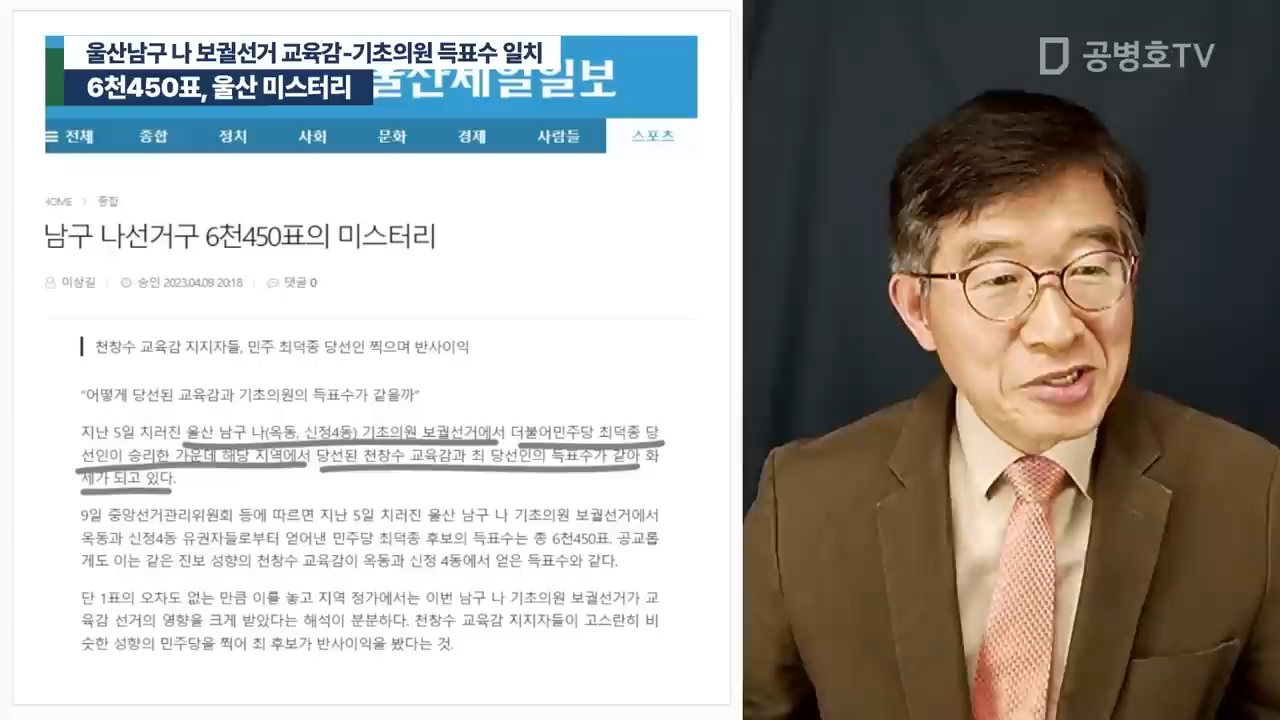 울산남구 나 보궐선거 교육감-기초의원 득표수 일치
6천450표, 울산 미스터리
울산제일일보
공병호TV
전체 종합 정치 사회 문화 경제 사람들 스포츠
HOME > 종합
남구 나선거구 6천450표의 미스터리
이상길 승인 2023.04.09 20:18 댓글 0
천창수 교육감 지지자들, 민주 최덕종 당선인 찍으며 반사이익
“어떻게 당선된 교육감과 기초의원의 득표수가 같을까”
지난 5일 치러진 울산 남구 나(옥동, 신정4동) 기초의원 보궐선거에서 더불어민주당 최덕종 당
선인이 승리한 가운데 해당 지역에서 당선된 천창수 교육감과 최 당선인의 득표수가 같아 화
제가 되고 있다.
9일 중앙선거관리위원회 등에 따르면 지난 5일 치러진 울산 남구 나 기초의원 보궐선거에서
옥동과 신정4동 유권자들로부터 얻어낸 민주당 최덕종 후보의 득표수는 총 6천450표. 공교롭
게도 이는 같은 진보 성향의 천창수 교육감이 옥동과 신정 4동에서 얻은 득표수와 같다.
단 1표의 오차도 없는 만큼 이를 놓고 지역 정가에서는 이번 남구 나 기초의원 보궐선거가 교
육감 선거의 영향을 크게 받았다는 해석이 분분하다. 천창수 교육감 지지자들이 고스란히 비
슷한 성향의 민주당을 찍어 최 후보가 반사이익을 봤다는 것.